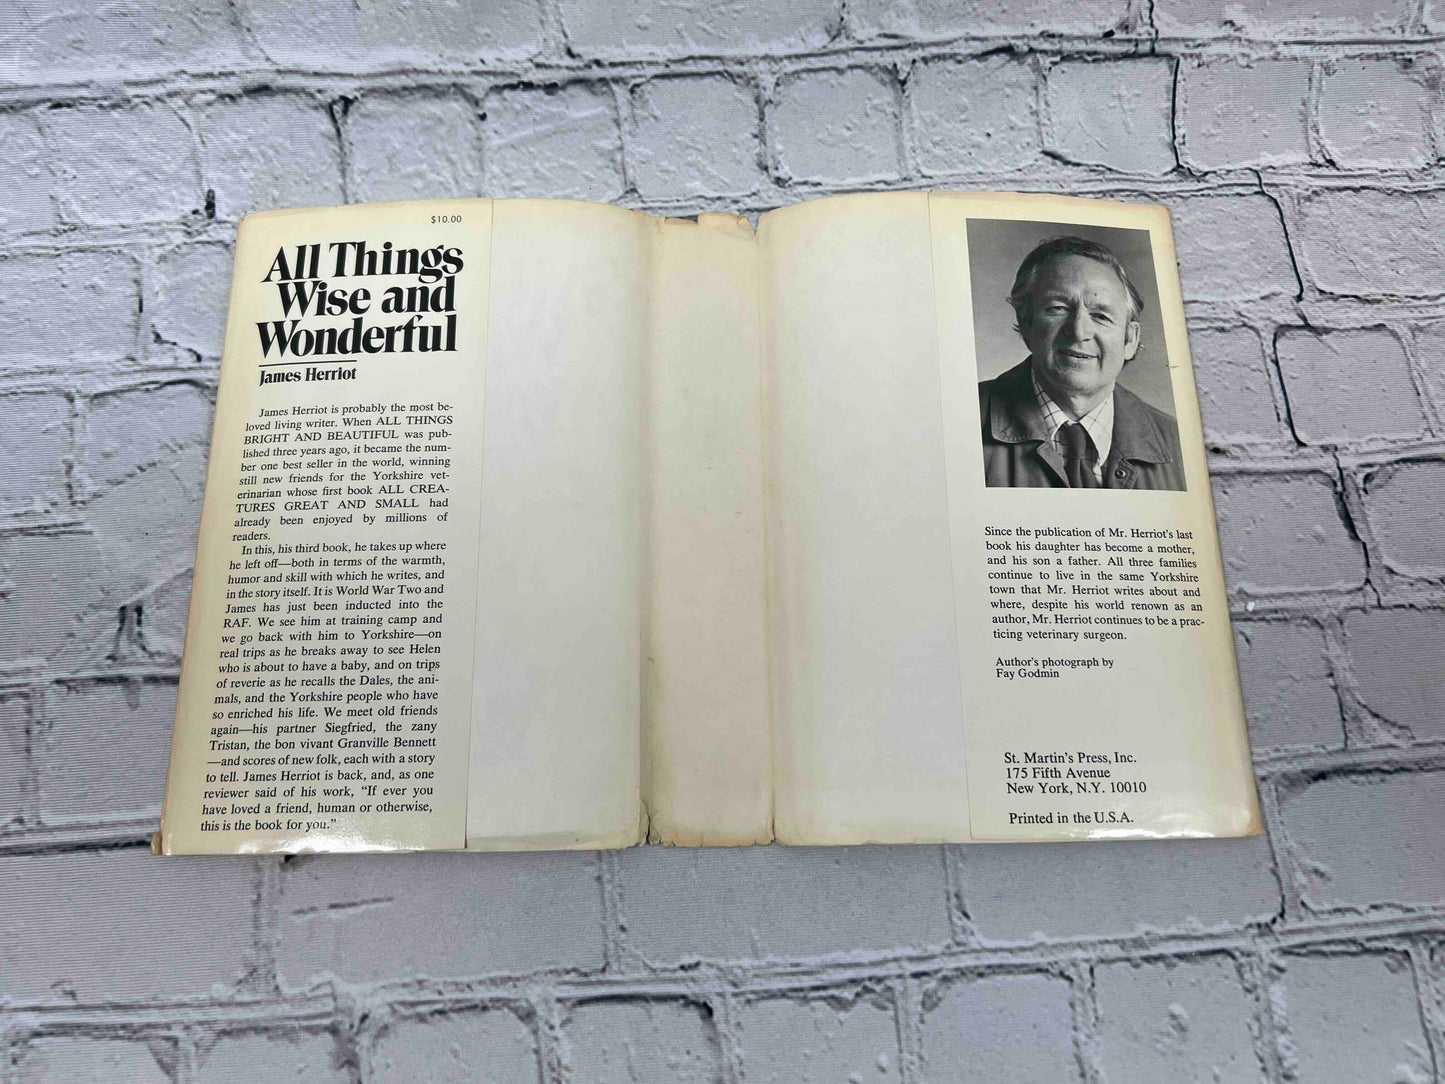 $10.00
All Things
Wise and
Wonderful
James Herriot
James Herriot is probably the most be-
loved living writer. When ALL THINGS
BRIGHT AND BEAUTIFUL was pub-
lished three years ago, it became the num-
ber one best seller in the world, winning
still new friends for the Yorkshire vet-
erinarian whose first book ALL CREA-
TURES GREAT AND SMALL had
already been enjoyed by millions of
readers.
In this, his third book, he takes up where
he left off—both in terms of the warmth,
humor and skill with which he writes, and
in the story itself. It is World War Two and
James has just been inducted into the
RAF. We see him at training camp and
we go back with him to Yorkshire—on
real trips as he breaks away to see Helen
who is about to have a baby, and on trips
of reverie as he recalls the Dales, the ani-
mals, and the Yorkshire people who have
so enriched his life. We meet old friends
again—his partner Siegfried, the zany
Tristan, the bon vivant Granville Bennett
—and scores of new folk, each with a story
to tell. James Herriot is back, and, as one
reviewer said of his work, “If ever you
have loved a friend, human or otherwise,
this is the book for you.”
Since the publication of Mr. Herriot's last
book his daughter has become a mother,
and his son a father. All three families
continue to live in the same Yorkshire
town that Mr. Herriot writes about and
where, despite his world renown as an
author, Mr. Herriot continues to be a prac-
ticing veterinary surgeon.
Author's photograph by
Fay Godmin
St. Martin's Press, Inc.
175 Fifth Avenue
New York, N.Y. 10010
Printed in the U.S.A.